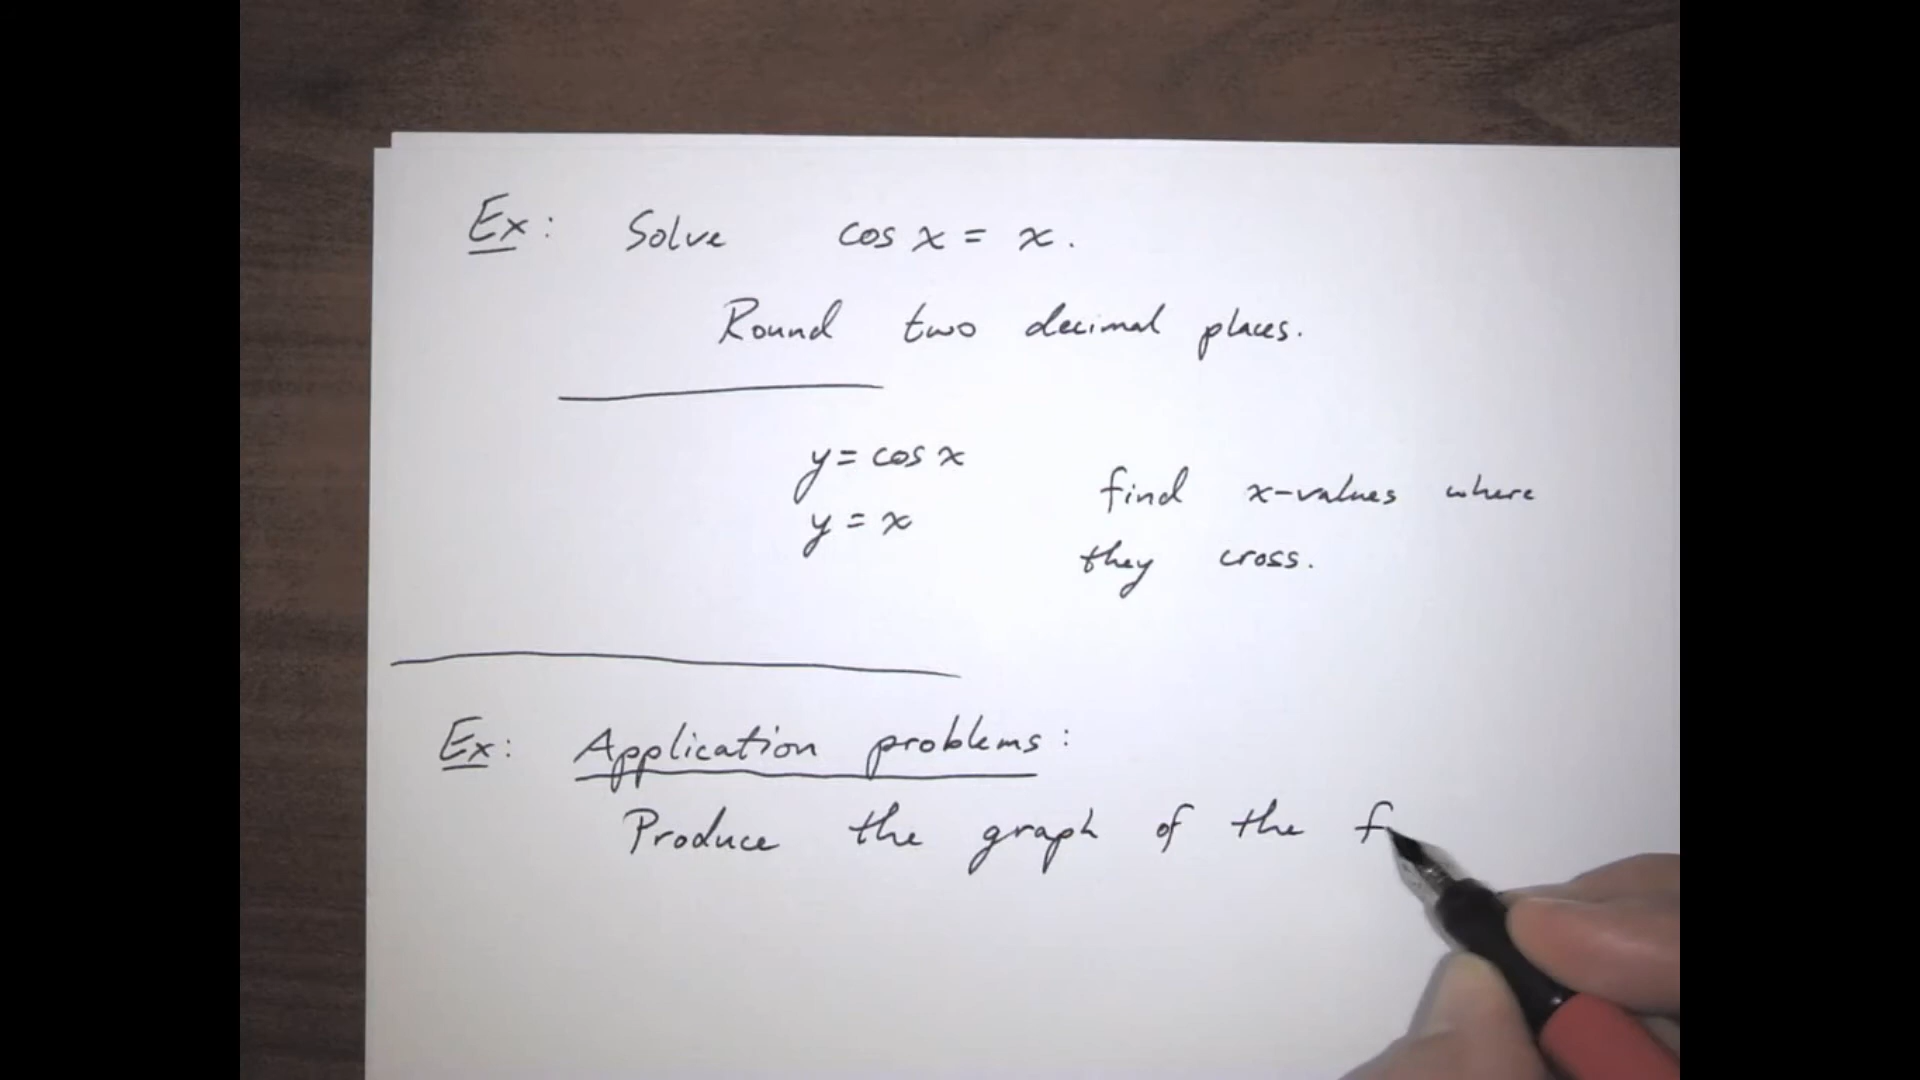 Ex: Solve cos x = x.
Round two decimal places.
y = cos x
y = x
find x-values where
they cross.
Ex: Application problems:
Produce the graph of the f